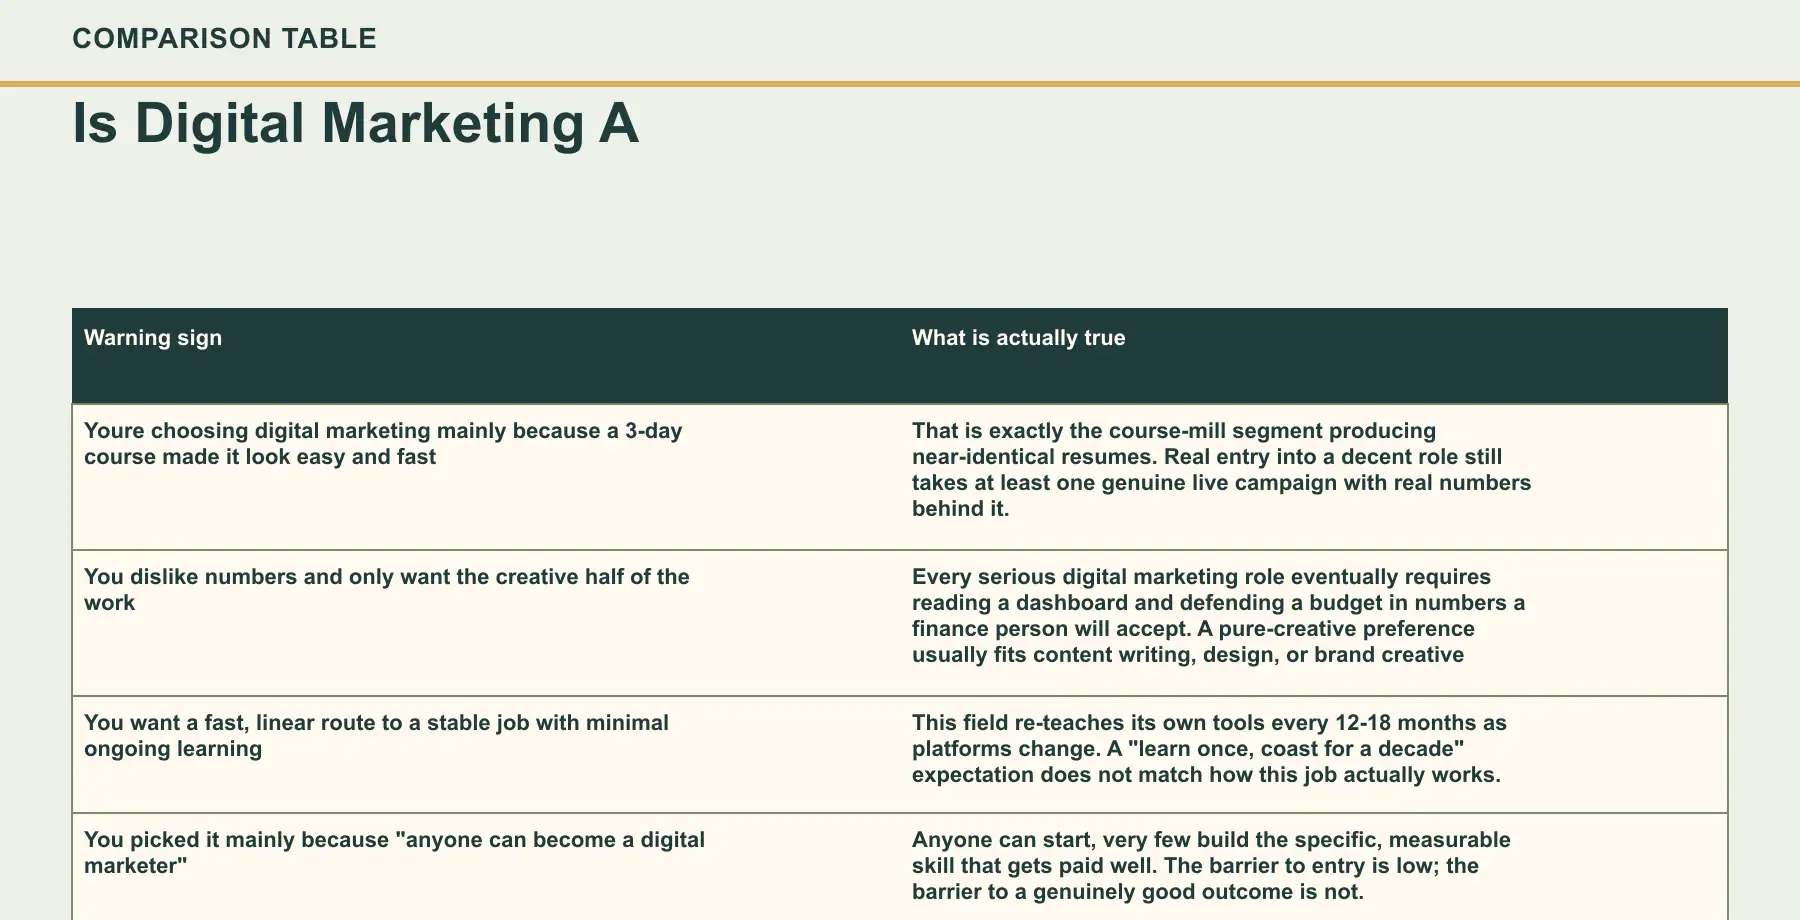 COMPARISON TABLE
Is Digital Marketing A
Warning sign
What is actually true
Youre choosing digital marketing mainly because a 3-day
course made it look easy and fast
That is exactly the course-mill segment producing
near-identical resumes. Real entry into a decent role still
takes at least one genuine live campaign with real numbers
behind it.
You dislike numbers and only want the creative half of the
work
Every serious digital marketing role eventually requires
reading a dashboard and defending a budget in numbers a
finance person will accept. A pure-creative preference
usually fits content writing, design, or brand creative
You want a fast, linear route to a stable job with minimal
ongoing learning
This field re-teaches its own tools every 12-18 months as
platforms change. A "learn once, coast for a decade"
expectation does not match how this job actually works.
You picked it mainly because "anyone can become a digital
marketer"
Anyone can start, very few build the specific, measurable
skill that gets paid well. The barrier to entry is low; the
barrier to a genuinely good outcome is not.